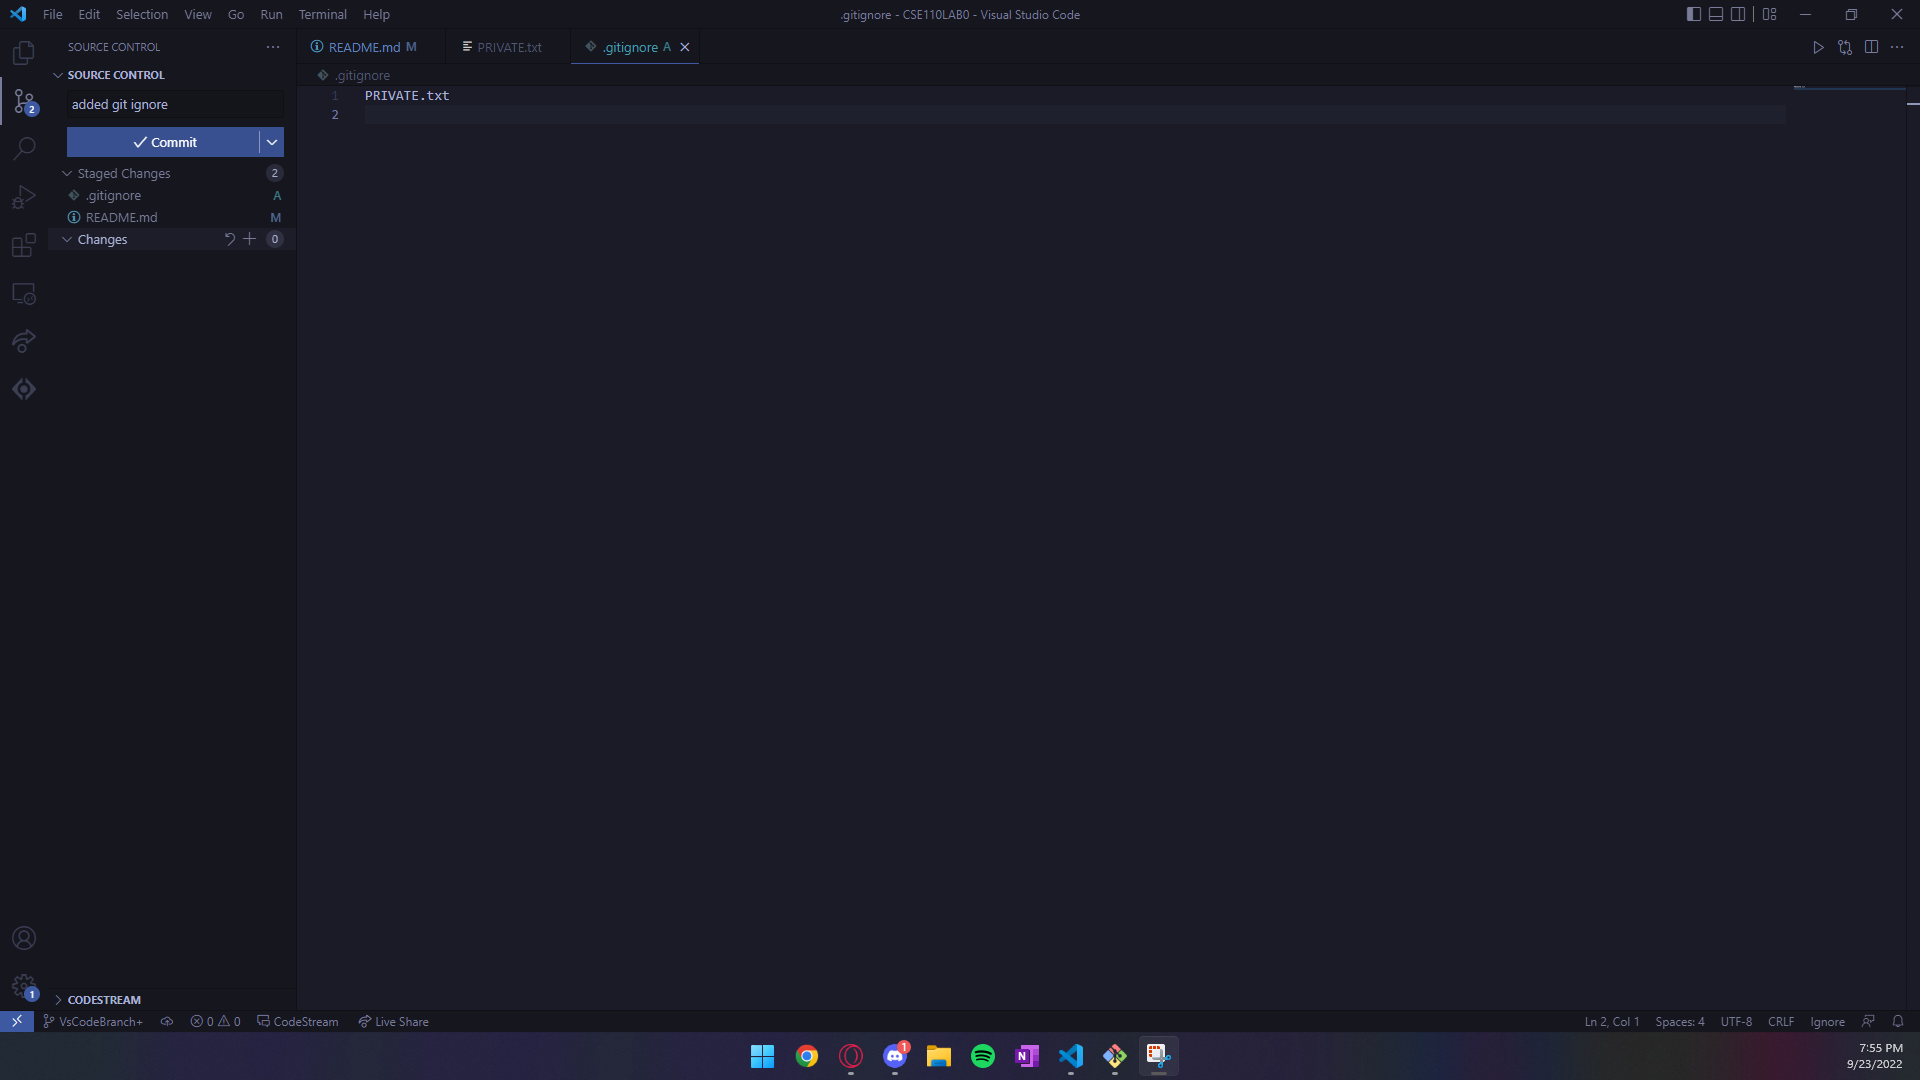 File Edit Selection View Go Run Terminal Help
.gitignore - CSE110LAB0 - Visual Studio Code
SOURCE CONTROL
README.md M
PRIVATE.txt
.gitignore A
SOURCE CONTROL
.gitignore
2
added git ignore
1 PRIVATE.txt
2
Commit
Staged Changes 2
.gitignore A
README.md M
Changes 0
1
CODESTREAM
VsCodeBranch+ 0 0 CodeStream Live Share
Ln 2, Col 1 Spaces: 4 UTF-8 CRLF Ignore
1
N
7:55 PM
9/23/2022